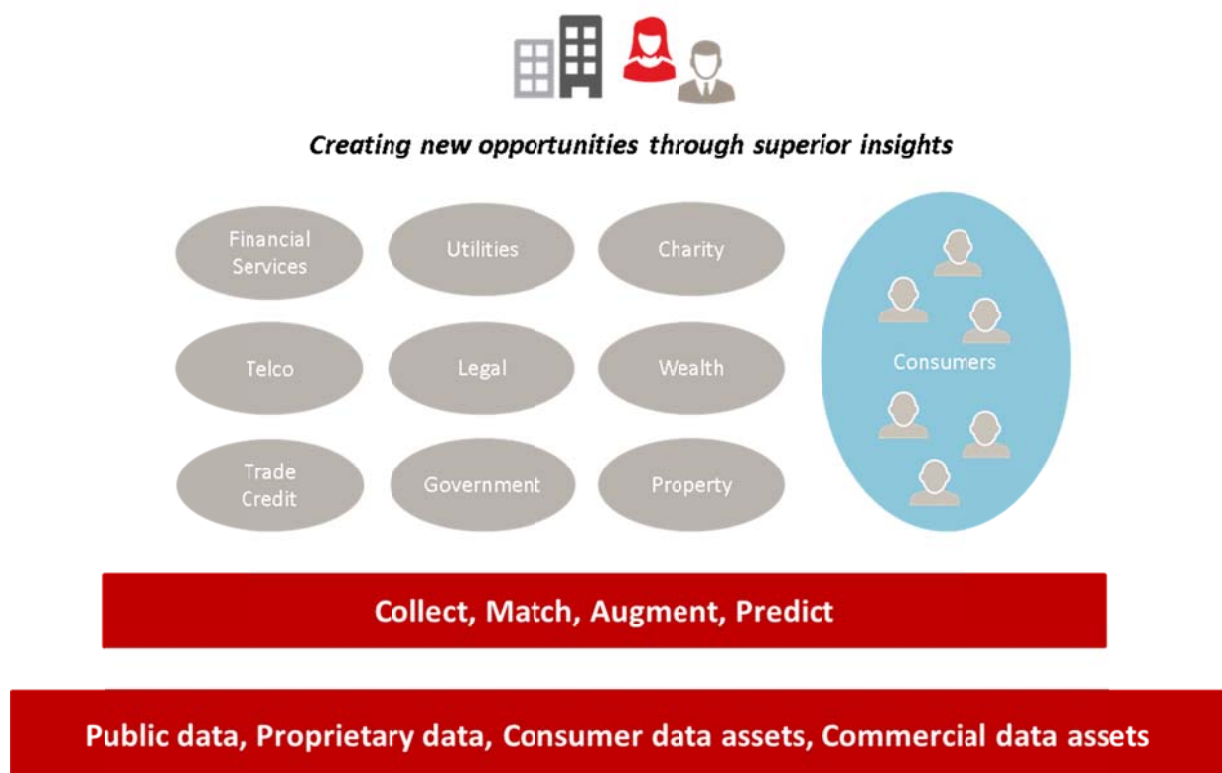 Creating new opportunities through superior insights
Financial
Services
Utilities
Charity
Telco
Legal
Wealth
Consumers
Trade
Credit
Government
Property
Collect, Match, Augment, Predict
Public data, Proprietary data, Consumer data assets, Commercial data assets